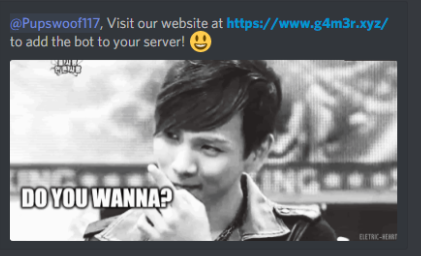 @Pupswoof117, Visit our website at https://www.g4m3r.xyz/
to add the bot to your server!
DO YOU WANNA?
ELETRIC-HEART